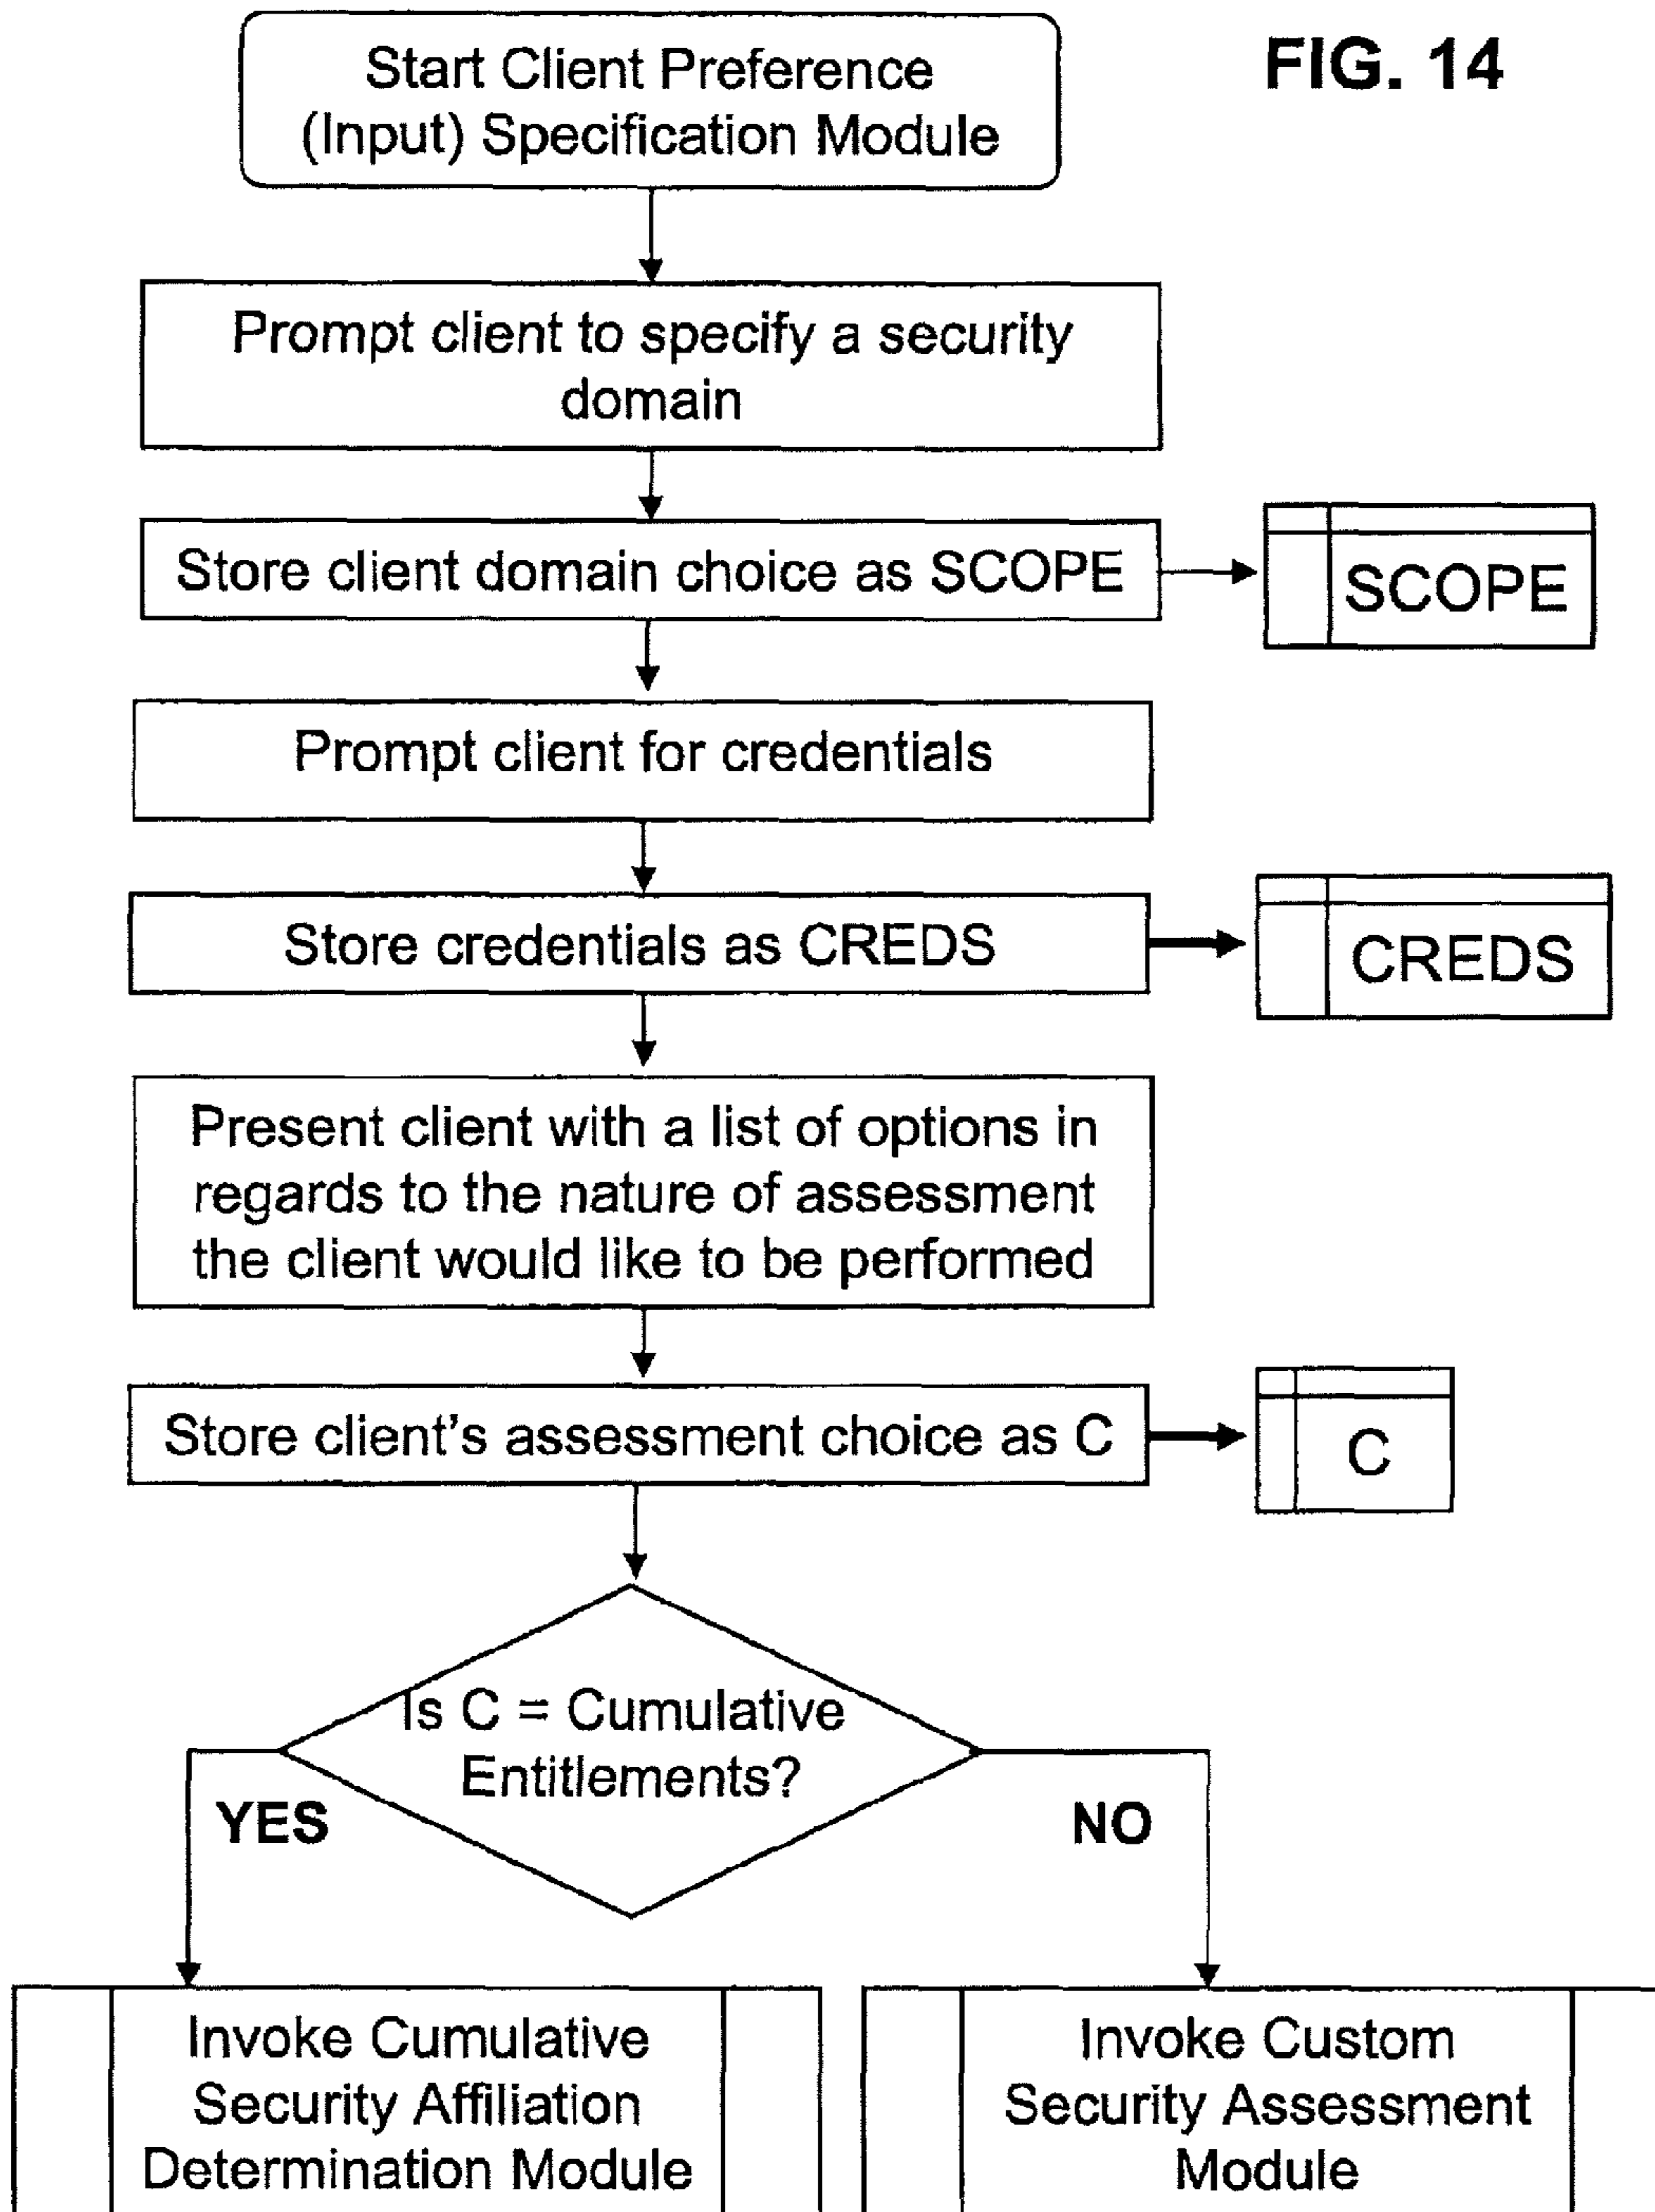 FIG. 14
Start Client Preference
(Input) Specification Module
Prompt client to specify a security
domain
Store client domain choice as SCOPE
SCOPE
Prompt client for credentials
Store credentials as CREDS
CREDS
Present client with a list of options in
regards to the nature of assessment
the client would like to be performed
Store client's assessment choice as C
C
Is C = Cumulative
Entitlements?
YES
NO
Invoke Cumulative
Security Affiliation
Determination Module
Invoke Custom
Security Assessment
Module